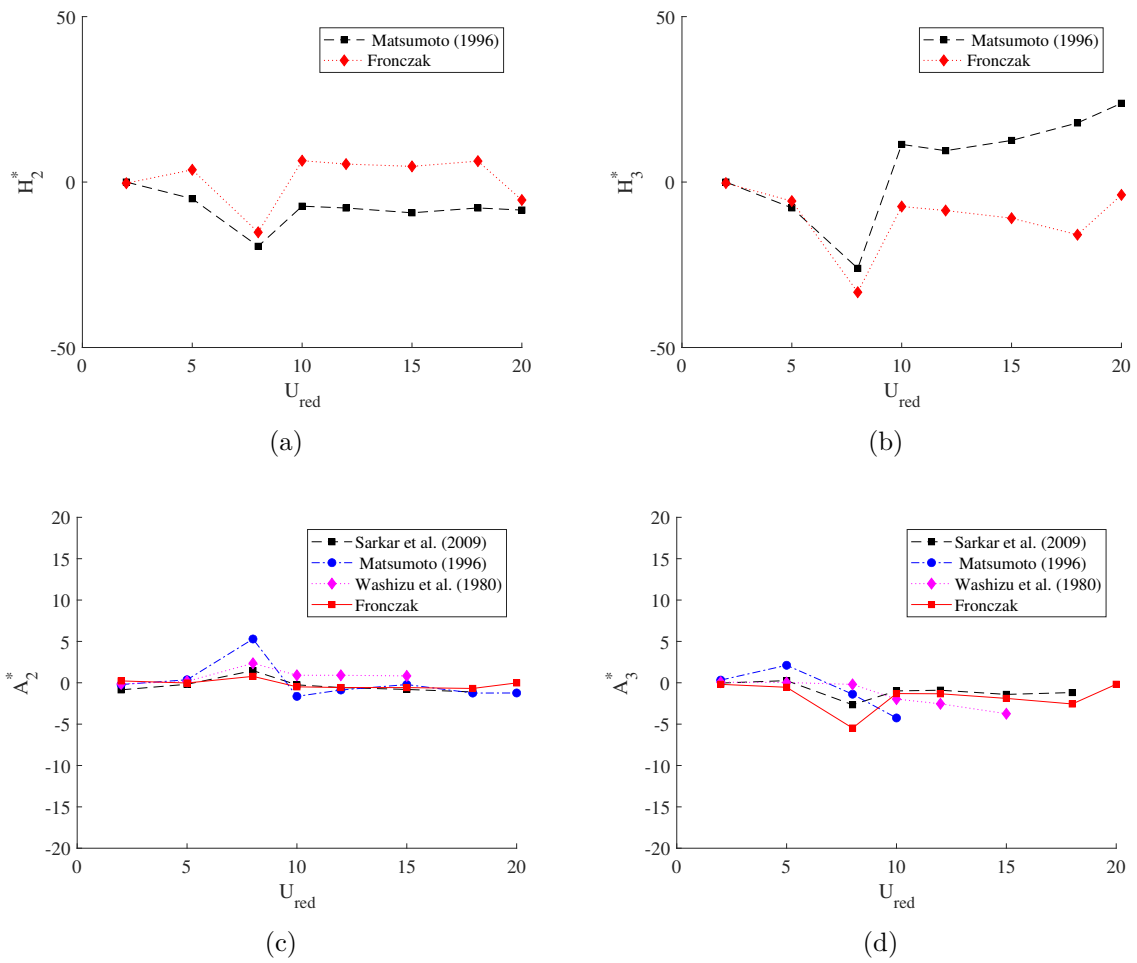 50
0
-50
H2*
Matsumoto (1996)
Fronczak
0 5 10 15 20
Ured
(a)
50
0
-50
H3*
Matsumoto (1996)
Fronczak
0 5 10 15 20
Ured
(b)
20
15
10
5
0
-5
-10
-15
-20
A2*
Sarkar et al. (2009)
Matsumoto (1996)
Washizu et al. (1980)
Fronczak
0 5 10 15 20
Ured
(c)
20
15
10
5
0
-5
-10
-15
-20
A3*
Sarkar et al. (2009)
Matsumoto (1996)
Washizu et al. (1980)
Fronczak
0 5 10 15 20
Ured
(d)